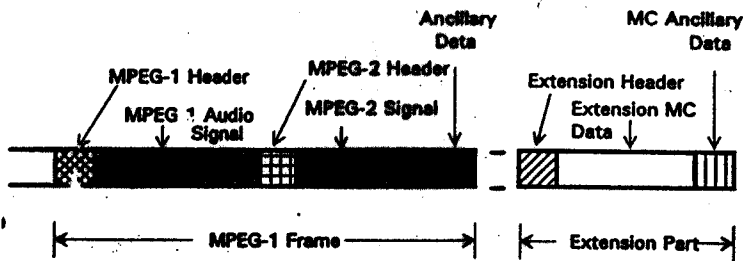 Ancillary
Data
MC Ancillary
Data
MPEG-1 Header
MPEG-2 Header
Extension Header
MPEG 1 Audio
Signal
MPEG-2 Signal
Extension MC
Data
MPEG-1 Frame
Extension Part